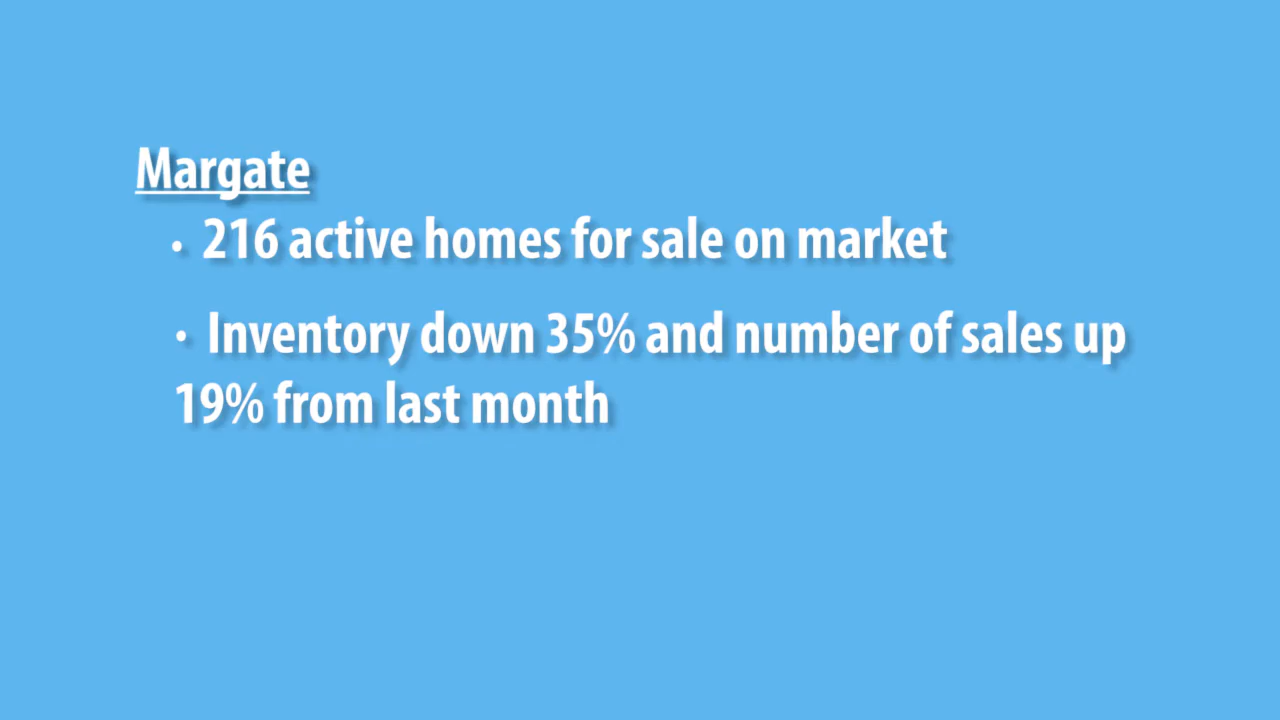 Margate
• 216 active homes for sale on market
• Inventory down 35% and number of sales up
19% from last month